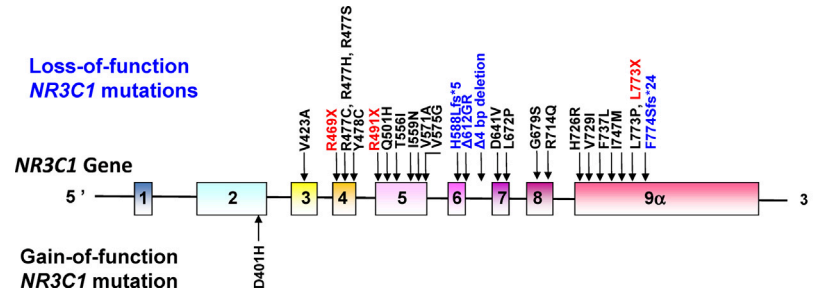 Loss-of-function
NR3C1 mutations
V423A
R469X
R477C, R477H, R477S
Y478C
R491X
Q501H
T556I
I559N
V571A
V575G
H588Lfs*5
Δ612GR
Δ4 bp deletion
D641V
L672P
G679S
R714Q
H726R
V729I
F737L
I747M
L773P, L773X
F774Sfs*24
NR3C1 Gene
5 ’ 1 2 3 4 5 6 7 8 9α 3
Gain-of-function
NR3C1 mutation
D401H